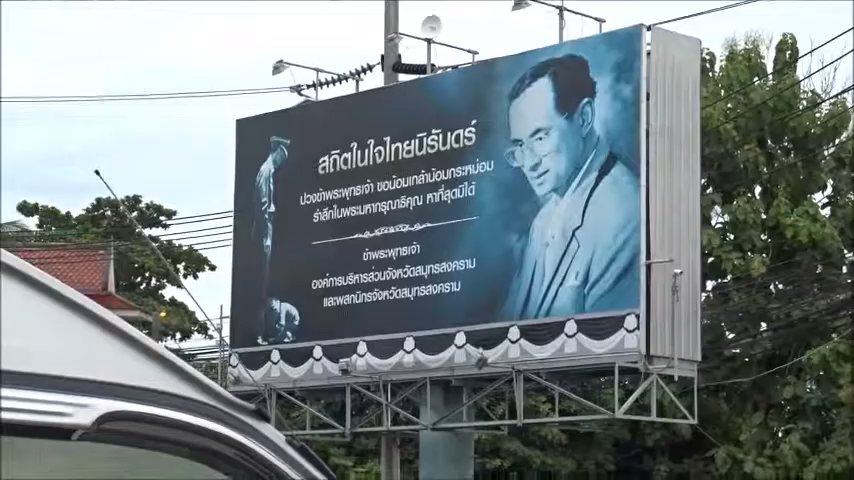 สถิตในใจไทยนิรันดร์
ปวงข้าพระพุทธเจ้า ขอน้อมเกล้าน้อมกระหม่อม
รำลึกในพระมหากรุณาธิคุณ หาที่สุดมิได้
ข้าพระพุทธเจ้า
องค์การบริหารส่วนจังหวัดสมุทรสงคราม
และพสกนิกรจังหวัดสมุทรสงคราม